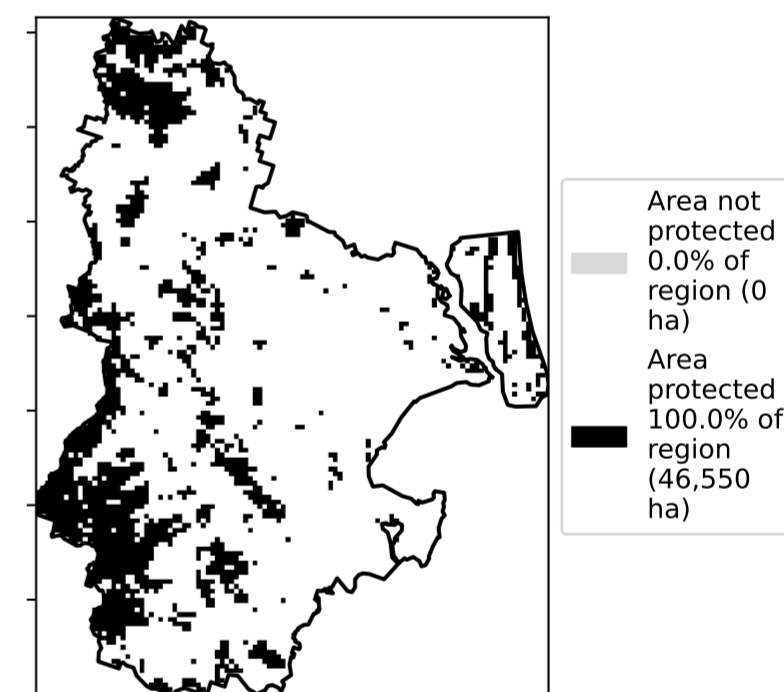 Area not
protected
0.0% of
region (0
ha)
Area
protected
100.0% of
region
(46,550
ha)